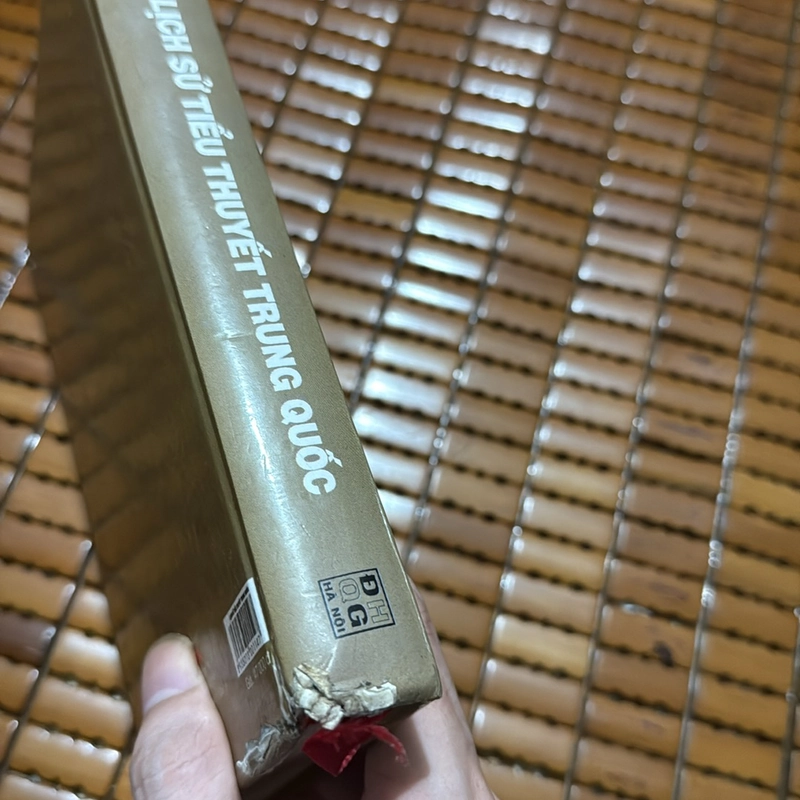 LỊCH SỬ TIỂU THUYẾT TRUNG QUỐC
ĐH
QG
HÀ NỘI